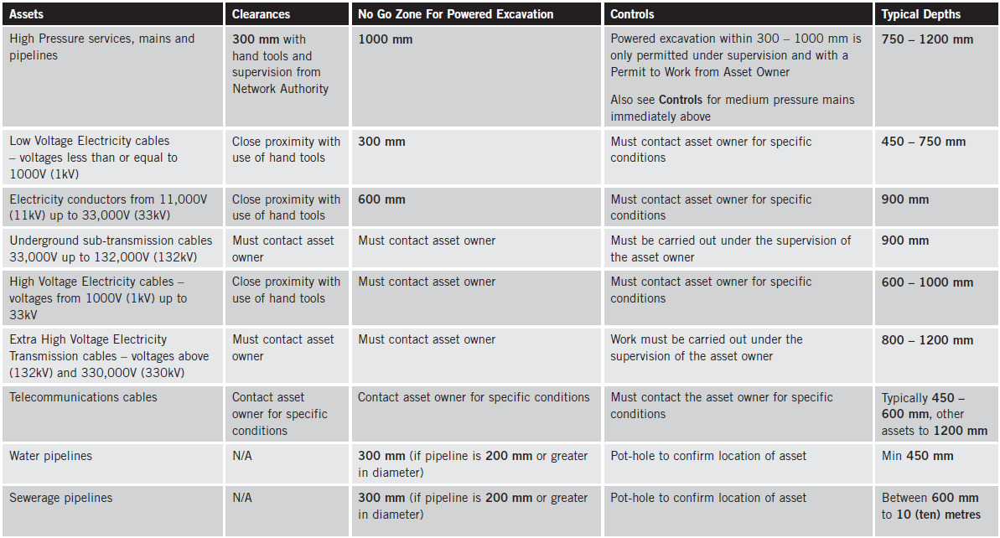 Assets Clearances No Go Zone For Powered Excavation Controls Typical Depths
High Pressure services, mains and
pipelines
300 mm with
hand tools and
supervision from
Network Authority
1000 mm
Powered excavation within 300 – 1000 mm is
only permitted under supervision and with a
Permit to Work from Asset Owner
Also see Controls for medium pressure mains
immediately above
750 – 1200 mm
Low Voltage Electricity cables
– voltages less than or equal to
1000V (1kV)
Close proximity with
use of hand tools
300 mm
Must contact asset owner for specific
conditions
450 – 750 mm
Electricity conductors from 11,000V
(11kV) up to 33,000V (33kV)
Close proximity with
use of hand tools
600 mm
Must contact asset owner for specific
conditions
900 mm
Underground sub-transmission cables
33,000V up to 132,000V (132kV)
Must contact asset
owner
Must contact asset owner
Must be carried out under the supervision of
the asset owner
900 mm
High Voltage Electricity cables –
voltages from 1000V (1kV) up to
33kV
Close proximity with
use of hand tools
Must contact asset owner
Must contact asset owner for specific
conditions
600 – 1000 mm
Extra High Voltage Electricity
Transmission cables – voltages above
(132kV) and 330,000V (330kV)
Must contact asset
owner
Must contact asset owner
Work must be carried out under the
supervision of the asset owner
800 – 1200 mm
Telecommunications cables
Contact asset
owner for specific
conditions
Contact asset owner for specific conditions
Must contact the asset owner for specific
conditions
Typically 450 –
600 mm, other
assets to 1200 mm
Water pipelines
N/A
300 mm (if pipeline is 200 mm or greater
in diameter)
Pot-hole to confirm location of asset
Min 450 mm
Sewerage pipelines
N/A
300 mm (if pipeline is 200 mm or greater
in diameter)
Pot-hole to confirm location of asset
Between 600 mm
to 10 (ten) metres